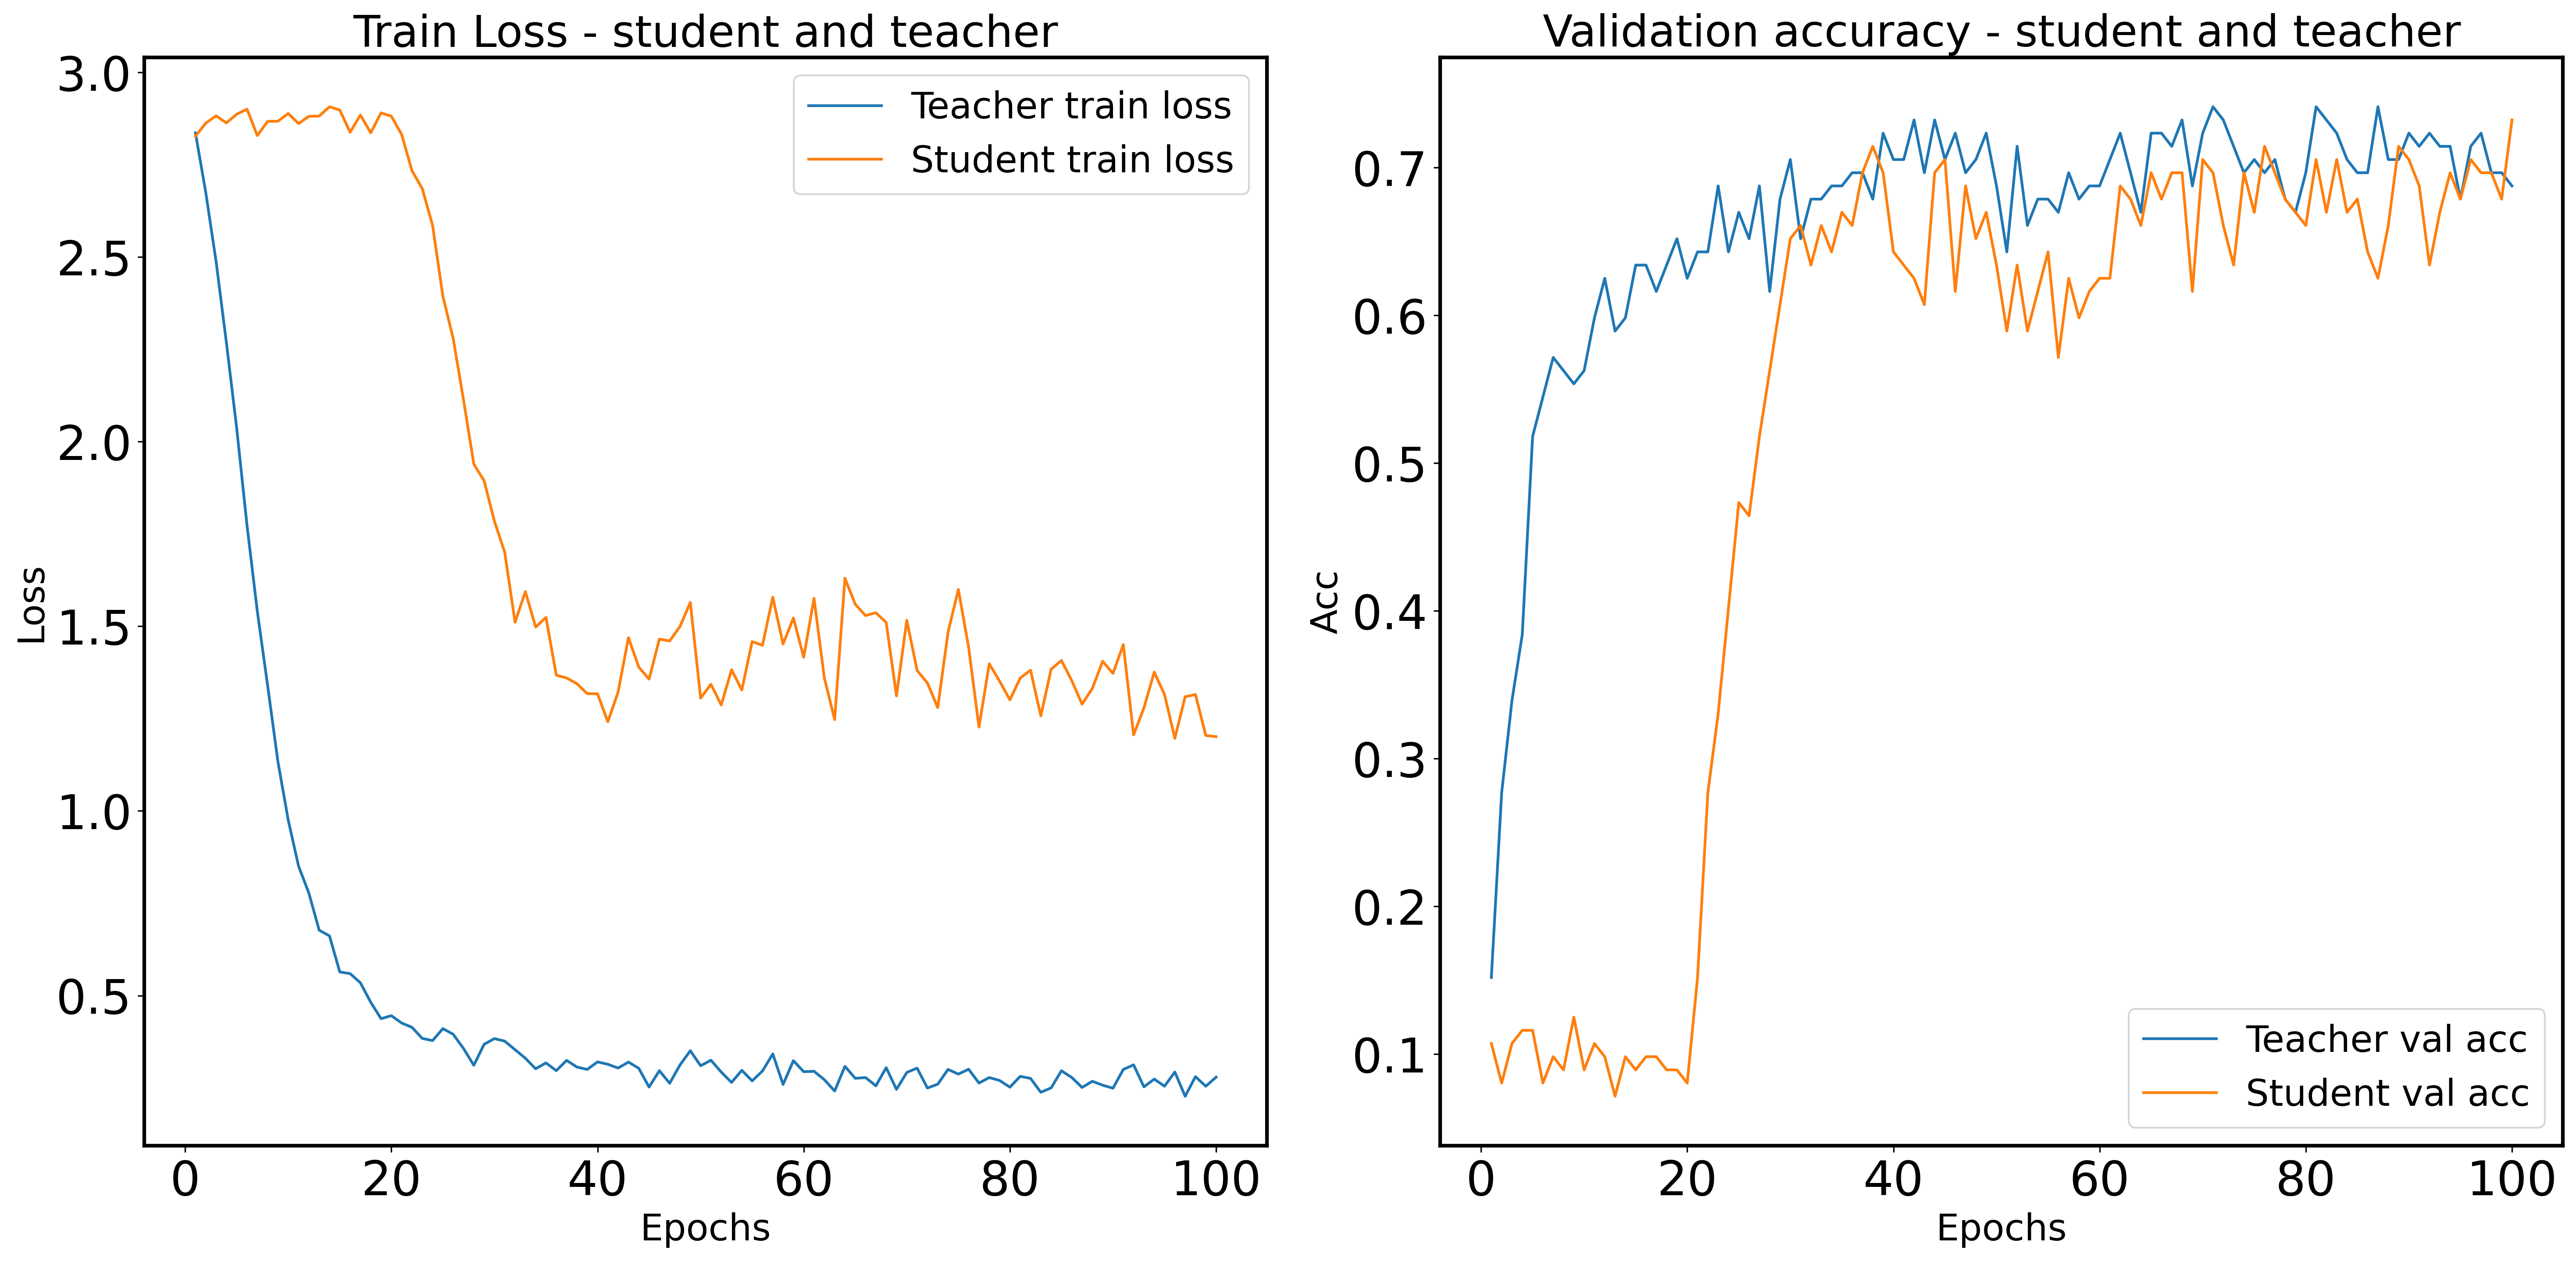 Train Loss - student and teacher
3.0
2.5
2.0
1.5
1.0
0.5
Loss
Teacher train loss
Student train loss
0 20 40 60 80 100
Epochs
Validation accuracy - student and teacher
0.7
0.6
0.5
0.4
0.3
0.2
0.1
Acc
Teacher val acc
Student val acc
0 20 40 60 80 100
Epochs